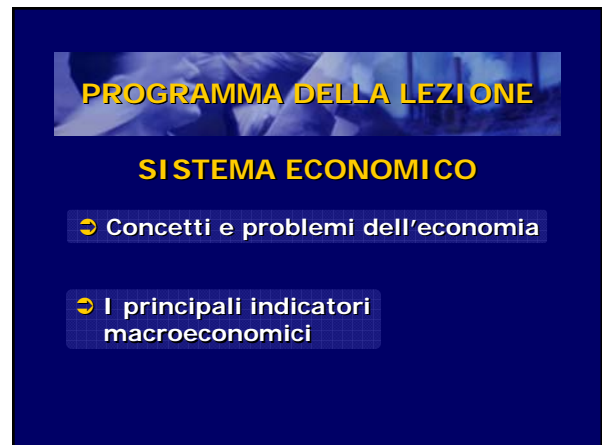 PROGRAMMA DELLA LEZIONE
SISTEMA ECONOMICO
➲ Concetti e problemi dell'economia
➲ I principali indicatori
macroeconomici